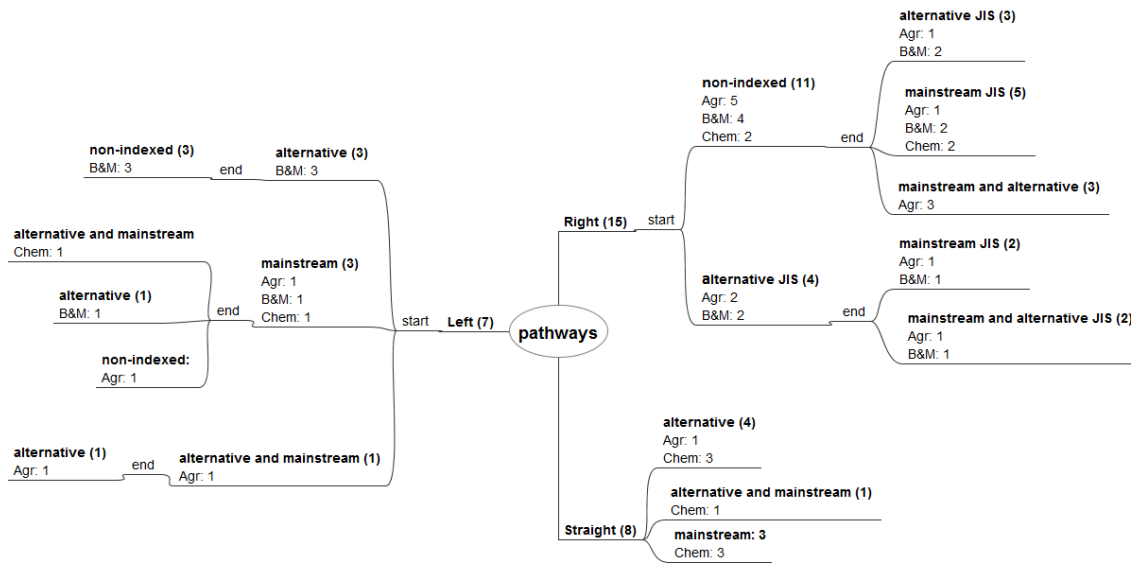 pathways
Right (15)
start
non-indexed (11)
Agr: 5
B&M: 4
Chem: 2
end
alternative JIS (3)
Agr: 1
B&M: 2
mainstream JIS (5)
Agr: 1
B&M: 2
Chem: 2
mainstream and alternative (3)
Agr: 3
alternative JIS (4)
Agr: 2
B&M: 2
end
mainstream JIS (2)
Agr: 1
B&M: 1
mainstream and alternative JIS (2)
Agr: 1
B&M: 1
Straight (8)
alternative (4)
Agr: 1
Chem: 3
alternative and mainstream (1)
Chem: 1
mainstream: 3
Chem: 3
Left (7)
start
alternative (3)
B&M: 3
end
non-indexed (3)
B&M: 3
mainstream (3)
Agr: 1
B&M: 1
Chem: 1
end
alternative and mainstream
Chem: 1
alternative (1)
B&M: 1
non-indexed:
Agr: 1
alternative and mainstream (1)
Agr: 1
end
alternative (1)
Agr: 1